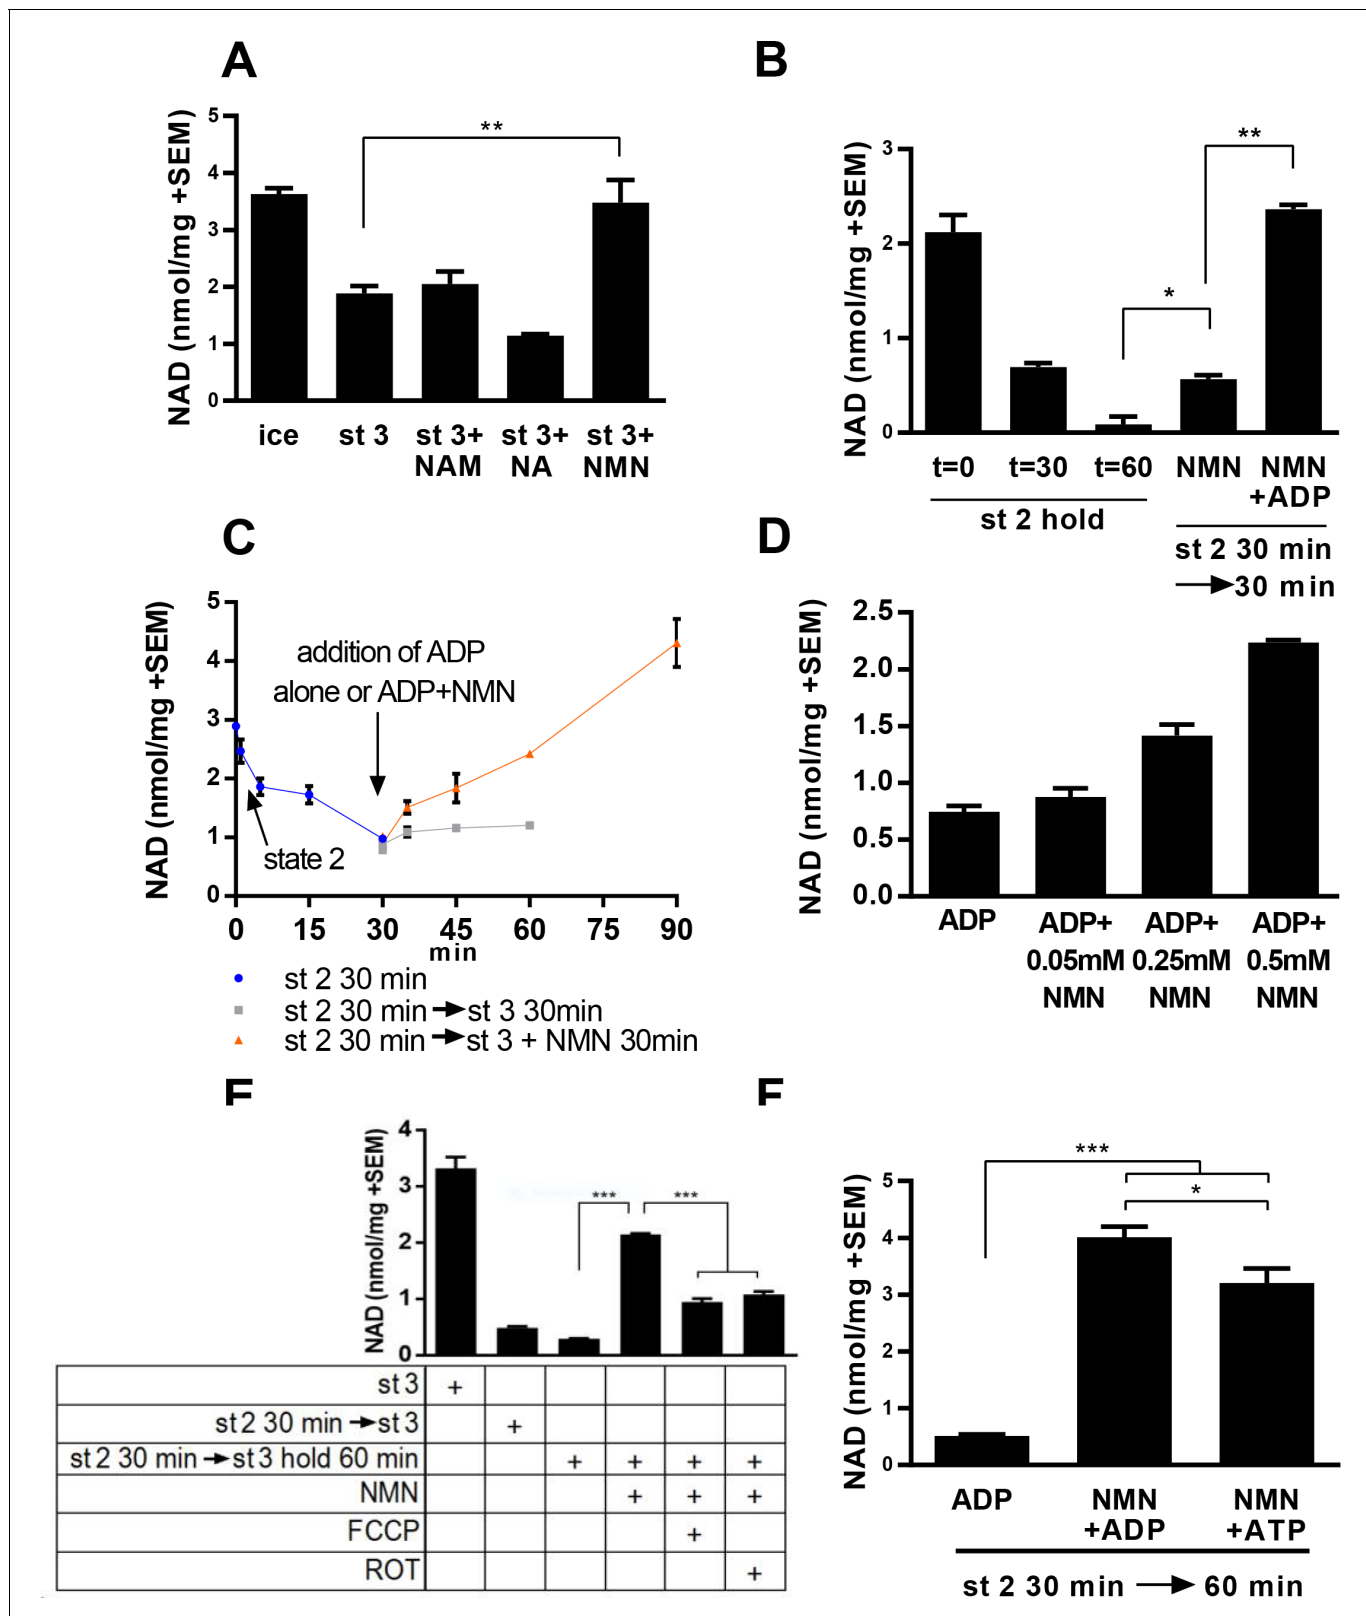 A
NAD (nmol/mg +SEM)
5
4
3
2
1
0
**
ice
st 3
st 3+
NAM
st 3+
NA
st 3+
NMN
B
NAD (nmol/mg +SEM)
3
2
1
0
*
**
t=0
t=30
t=60
NMN
NMN
+ADP
st 2 hold
st 2 30 min
30 min
C
NAD (nmol/mg +SEM)
5
4
3
2
1
0
addition of ADP
alone or ADP+NMN
state 2
0 15 30 45 60 75 90
min
st 2 30 min
st 2 30 min → st 3 30min
st 2 30 min → st 3 + NMN 30min
D
NAD (nmol/mg +SEM)
2.5
2.0
1.5
1.0
0.5
0.0
ADP
ADP+
0.05mM
NMN
ADP+
0.25mM
NMN
ADP+
0.5mM
NMN
NAD (nmol/mg +SEM)
4
3
2
1
0
***
***
st 3 +
st 2 30 min → st 3 +
st 2 30 min → st 3 hold 60 min + + + +
NMN + + +
FCCP +
ROT +
NAD (nmol/mg +SEM)
5
4
3
2
1
0
***
*
ADP
NMN
+ADP
NMN
+ATP
st 2 30 min → 60 min